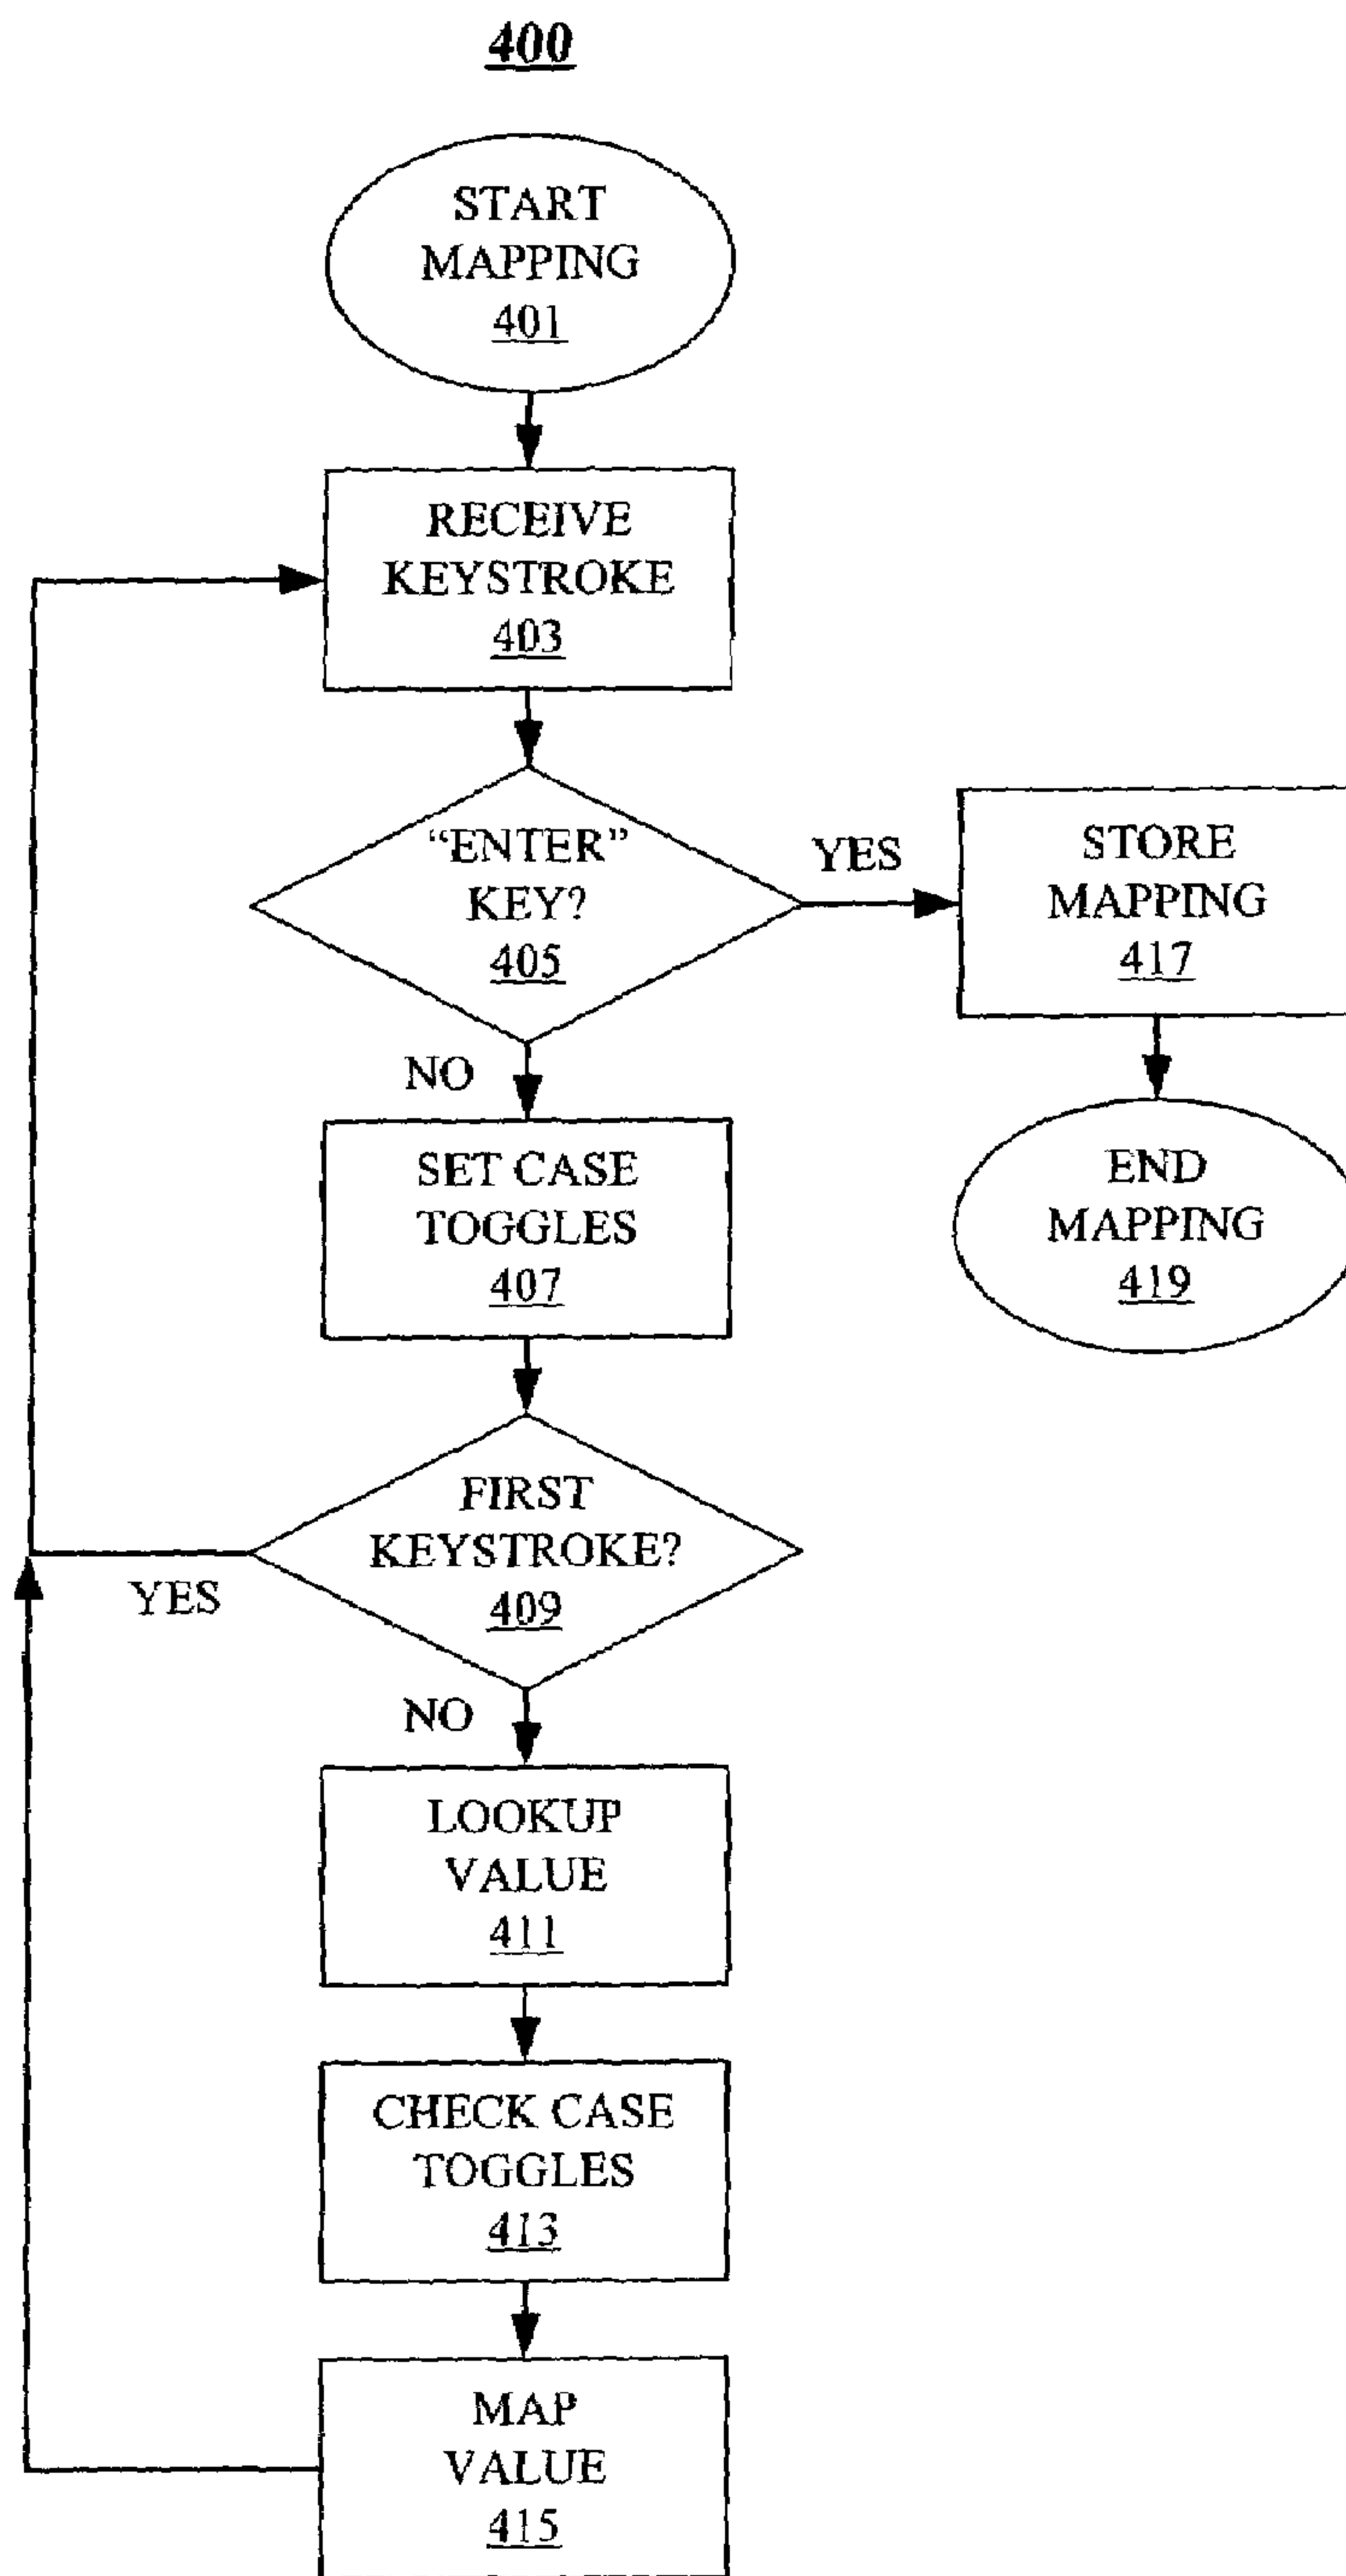 400
START
MAPPING
401
RECEIVE
KEYSTROKE
403
“ENTER”
KEY?
405
YES
STORE
MAPPING
417
NO
SET CASE
TOGGLES
407
END
MAPPING
419
FIRST
KEYSTROKE?
409
YES
NO
LOOKUP
VALUE
411
CHECK CASE
TOGGLES
413
MAP
VALUE
415